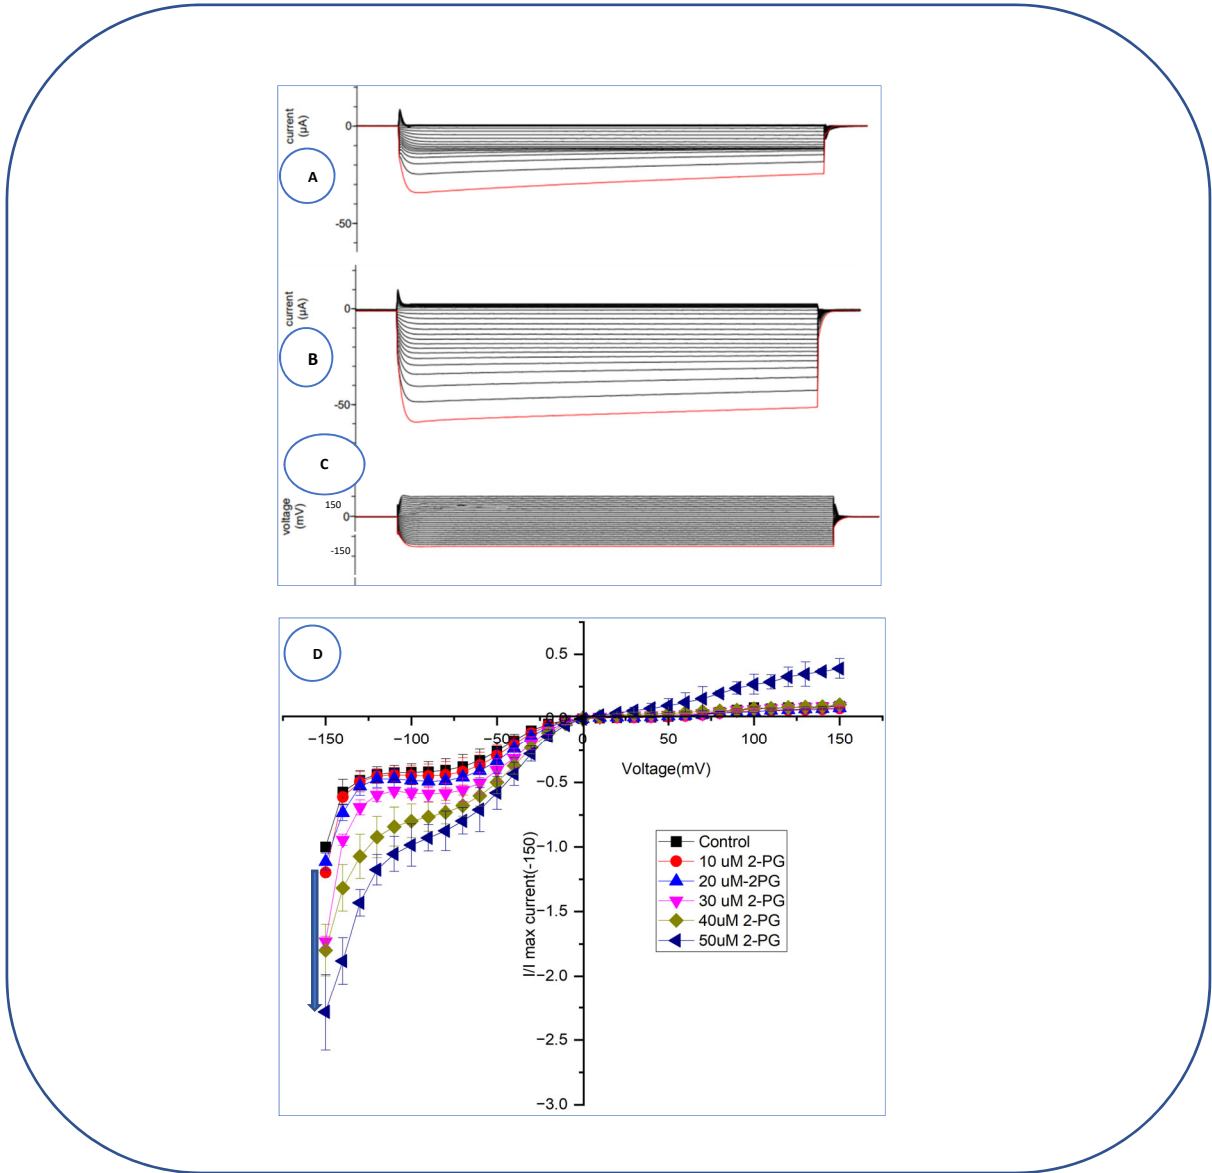 current
(µA)
0
A
-50
current
(µA)
0
B
-50
C
voltage
(mV)
150
0
-150
D
0.5
0.0
−150
−100
−50
0
50
100
150
Voltage(mV)
−0.5
−1.0
−1.5
−2.0
−2.5
−3.0
I/I max current(-150)
Control
10 uM 2-PG
20 uM-2PG
30 uM 2-PG
40uM 2-PG
50uM 2-PG